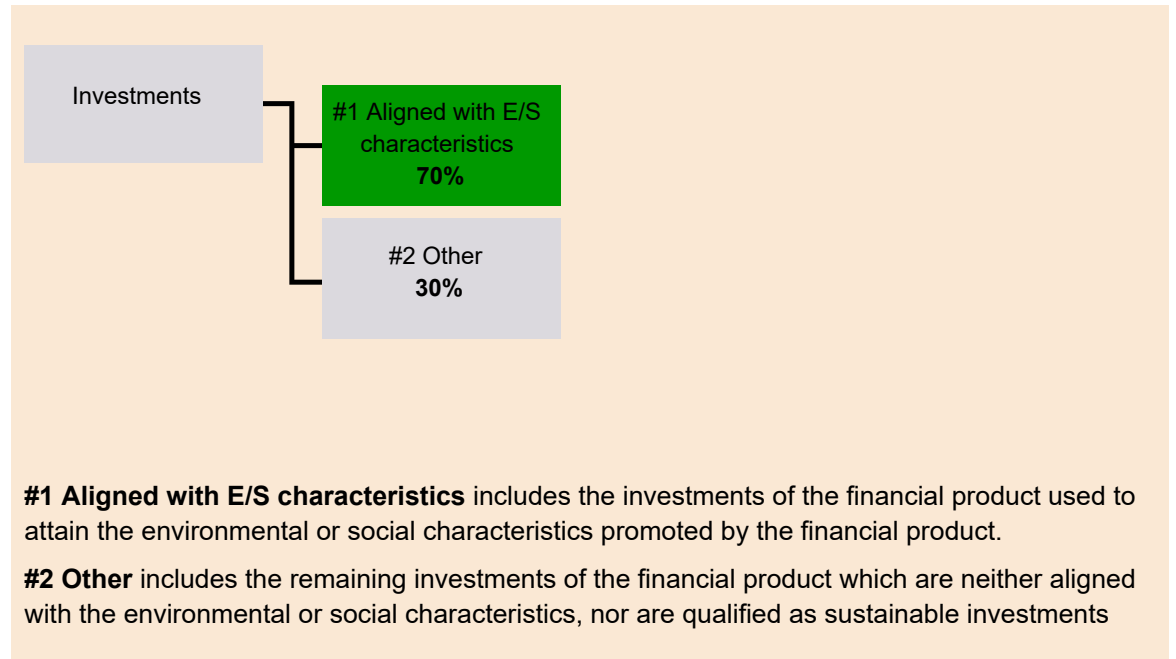 Investments
#1 Aligned with E/S
characteristics
70%
#2 Other
30%
#1 Aligned with E/S characteristics includes the investments of the financial product used to
attain the environmental or social characteristics promoted by the financial product.
#2 Other includes the remaining investments of the financial product which are neither aligned
with the environmental or social characteristics, nor are qualified as sustainable investments